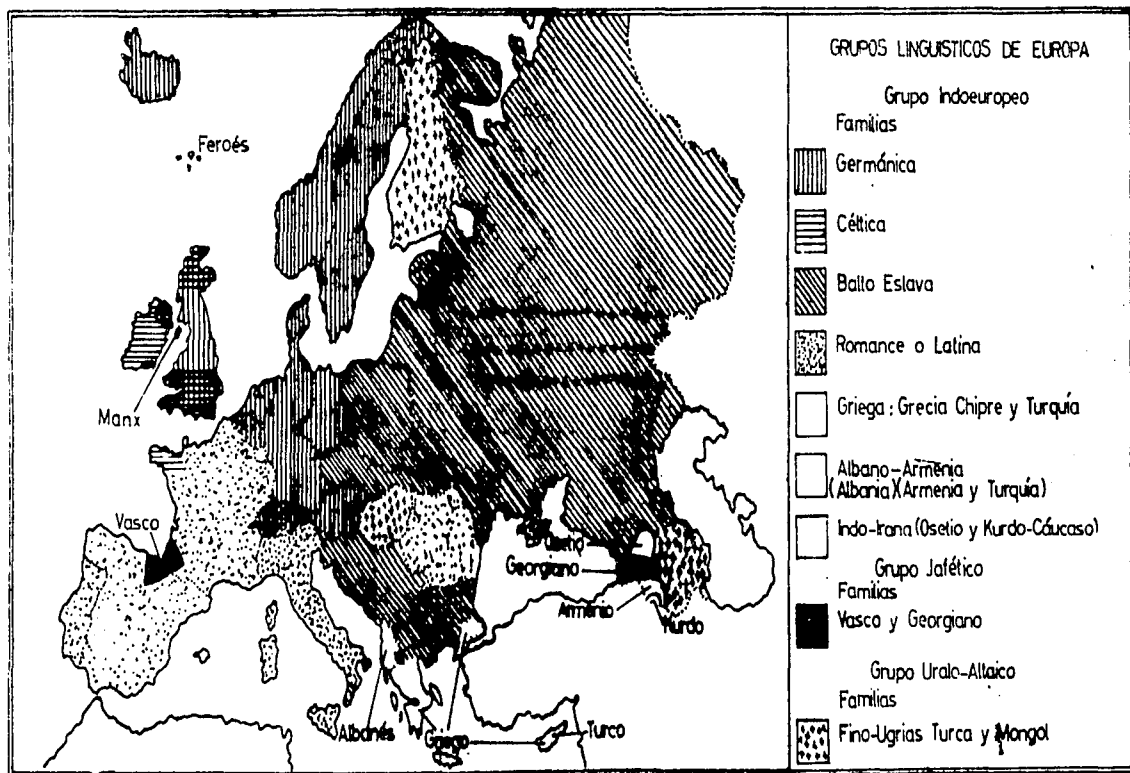 GRUPOS LINGUISTICOS DE EUROPA
Grupo Indoeuropeo
Familias
Germánica
Céltica
Balto Eslava
Romance o Latina
Griega : Grecia Chipre y Turquía
Albano-Armenia
(Albania)(Armenia y Turquía)
Indo-Irana (Osetio y Kurdo-Cáucaso)
Grupo Jafético
Familias
Vasco y Georgiano
Grupo Uralo-Altaico
Familias
Fino-Ugrias Turca y Mongol
Feroés
Manx
Vasco
Osetio
Georgiano
Armenio
Kurdo
Albanés
Griego
Turco